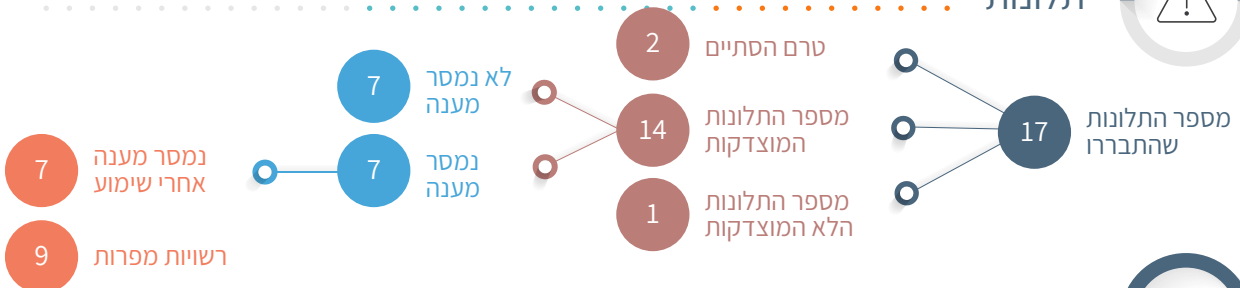 תלונות
מספר התלונות
שהתבררו
17
טרם הסתיים
2
מספר התלונות
המוצדקות
14
מספר התלונות
הלא המוצדקות
1
לא נמסר
מענה
7
נמסר
מענה
7
נמסר מענה
אחרי שימוע
7
רשויות מפרות
9